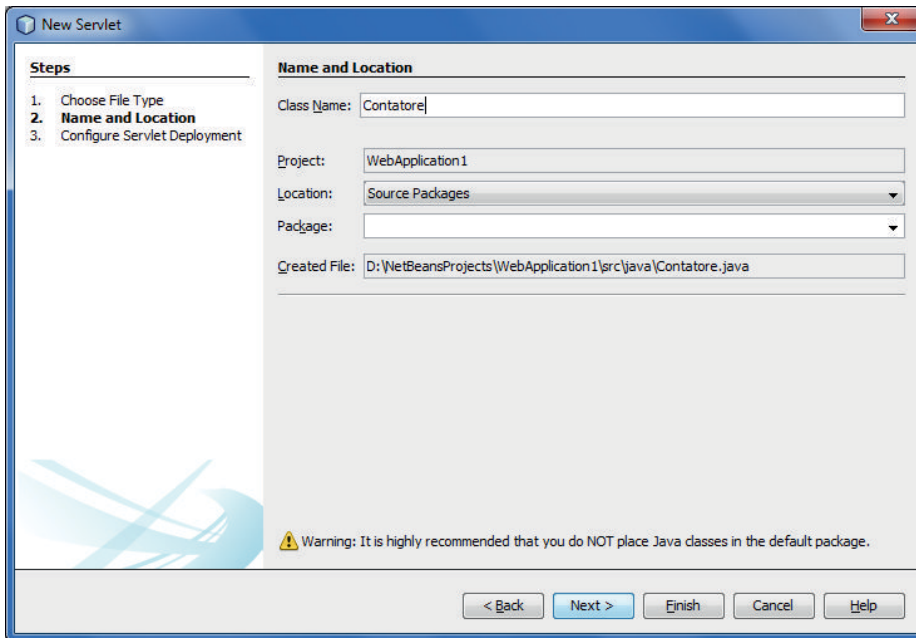 New Servlet
Steps
1. Choose File Type
2. Name and Location
3. Configure Servlet Deployment
Name and Location
Class Name: Contatore
Project: WebApplication1
Location: Source Packages
Package:
Created File: D:\NetBeansProjects\WebApplication1\src\java\Contatore.java
Warning: It is highly recommended that you do NOT place Java classes in the default package.
< Back Next > Finish Cancel Help